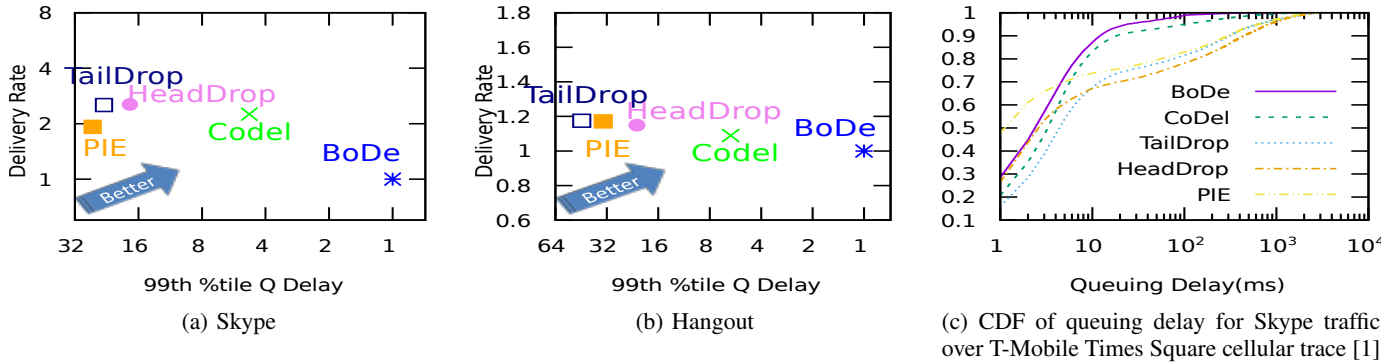 8
4
2
1
Delivery Rate
TailDrop
HeadDrop
PIE
Codel
BoDe
Better
32 16 8 4 2 1
99th %tile Q Delay
(a) Skype
1.8
1.6
1.4
1.2
1
0.8
0.6
Delivery Rate
TailDrop
HeadDrop
PIE
Codel
BoDe
Better
64 32 16 8 4 2 1
99th %tile Q Delay
(b) Hangout
1
0.9
0.8
0.7
0.6
0.5
0.4
0.3
0.2
0.1
BoDe
CoDel
TailDrop
HeadDrop
PIE
1 10 10² 10³ 10⁴
Queuing Delay(ms)
(c) CDF of queuing delay for Skype traffic
over T-Mobile Times Square cellular trace [1]